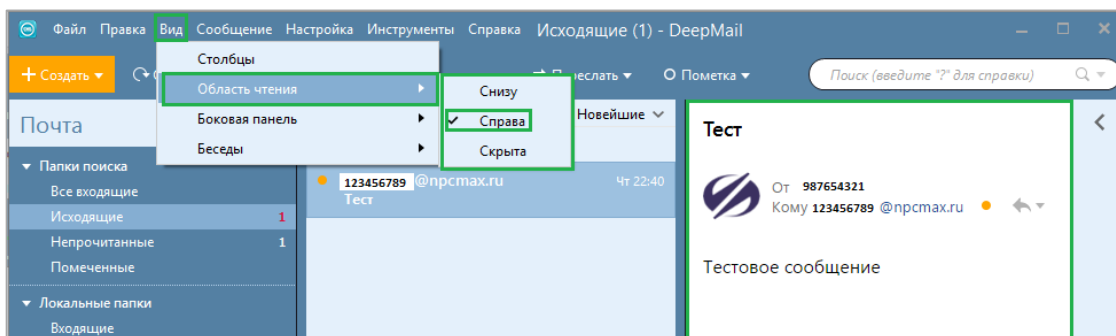 Файл Правка Вид Сообщение Настройка Инструменты Справка Исходящие (1) - DeepMail
+ Создать
Пометка
Поиск (введите "?" для справки)
Столбцы
Область чтения
Боковая панель
Беседы
Снизу
Справа
Скрыта
Новейшие
Почта
Папки поиска
Все входящие
Исходящие 1
Непрочитанные 1
Помеченные
Локальные папки
Входящие
123456789 @npcmax.ru Чт 22:40
Тест
Тест
От 987654321
Кому 123456789 @npcmax.ru
Тестовое сообщение